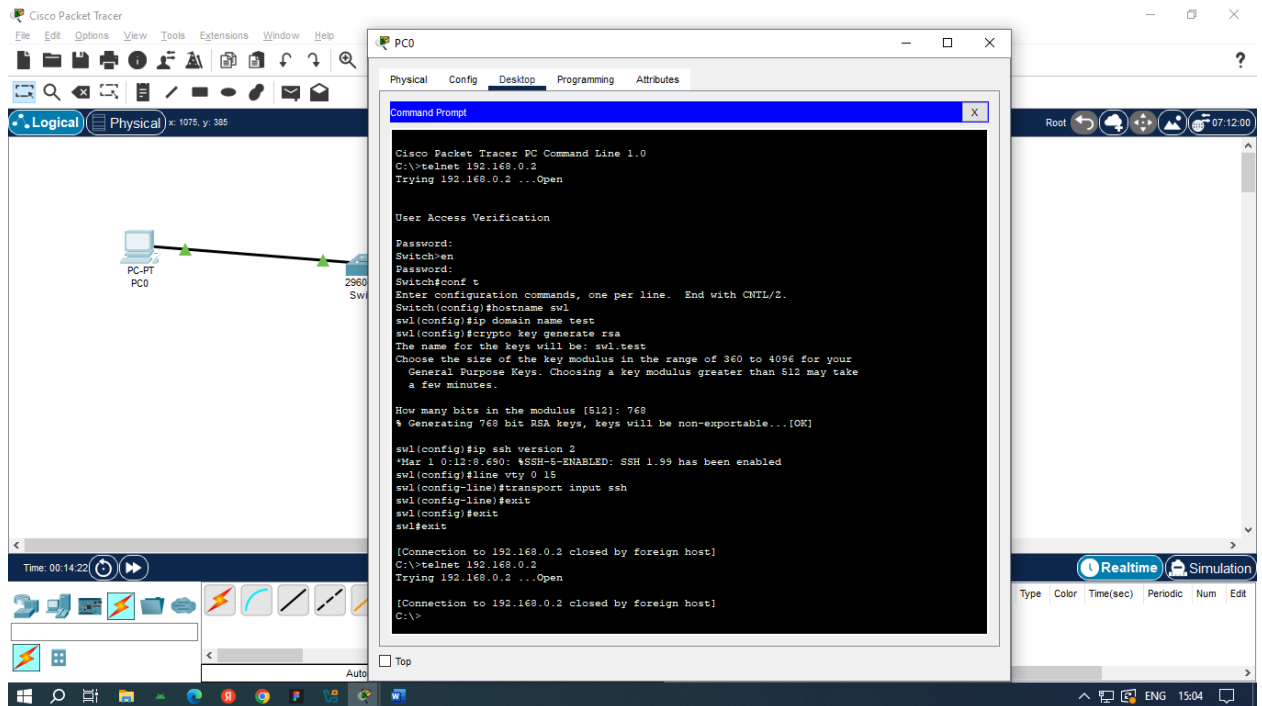 Cisco Packet Tracer
File Edit Options View Tools Extensions Window Help
PC0
?
Physical Config Desktop Programming Attributes
Command Prompt
X
Logical Physical x: 1075, y: 385
Root 07:12:00
Cisco Packet Tracer PC Command Line 1.0
C:\>telnet 192.168.0.2
Trying 192.168.0.2 ...Open
User Access Verification
Password:
Switch>en
Password:
Switch#conf t
Enter configuration commands, one per line.  End with CNTL/Z.
Switch(config)#hostname swl
swl(config)#ip domain name test
swl(config)#crypto key generate rsa
The name for the keys will be: swl.test
Choose the size of the key modulus in the range of 360 to 4096 for your
General Purpose Keys. Choosing a key modulus greater than 512 may take
a few minutes.
How many bits in the modulus [512]: 768
% Generating 768 bit RSA keys, keys will be non-exportable...[OK]
swl(config)#ip ssh version 2
*Mar 1 0:12:8.690: %SSH-5-ENABLED: SSH 1.99 has been enabled
swl(config)#line vty 0 15
swl(config-line)#transport input ssh
swl(config-line)#exit
swl(config)#exit
swl#exit
[Connection to 192.168.0.2 closed by foreign host]
C:\>telnet 192.168.0.2
Trying 192.168.0.2 ...Open
[Connection to 192.168.0.2 closed by foreign host]
C:\>
Top
PC-PT
PC0
2960
Swi
Time: 00:14:22
Realtime Simulation
Type Color Time(sec) Periodic Num Edit
Auto
ENG 15:04